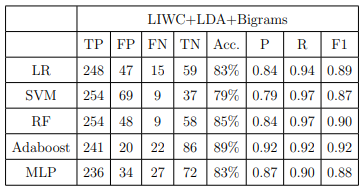 LIWC+LDA+Bigrams
TP FP FN TN Acc. P R F1
LR 248 47 15 59 83% 0.84 0.94 0.89
SVM 254 69 9 37 79% 0.79 0.97 0.87
RF 254 48 9 58 85% 0.84 0.97 0.90
Adaboost 241 20 22 86 89% 0.92 0.92 0.92
MLP 236 34 27 72 83% 0.87 0.90 0.88